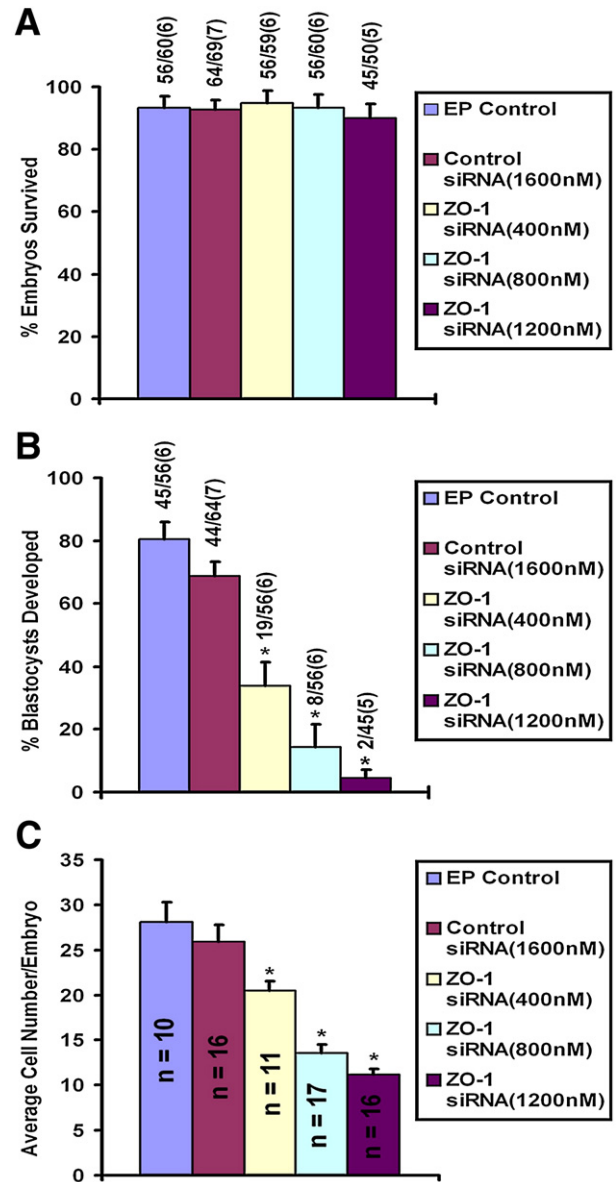 A
56/60(6)
64/69(7)
56/59(6)
56/60(6)
45/50(5)
100
80
60
40
20
0
% Embryos Survived
EP Control
Control
siRNA(1600nM)
ZO-1
siRNA(400nM)
ZO-1
siRNA(800nM)
ZO-1
siRNA(1200nM)
B
100
80
60
40
20
0
% Blastocysts Developed
45/56(6)
44/64(7)
* 19/56(6)
* 8/56(6)
* 2/45(5)
EP Control
Control
siRNA(1600nM)
ZO-1
siRNA(400nM)
ZO-1
siRNA(800nM)
ZO-1
siRNA(1200nM)
C
35
30
25
20
15
10
5
0
Average Cell Number/Embryo
n = 10
n = 16
*
n = 11
*
n = 17
*
n = 16
EP Control
Control
siRNA(1600nM)
ZO-1
siRNA(400nM)
ZO-1
siRNA(800nM)
ZO-1
siRNA(1200nM)